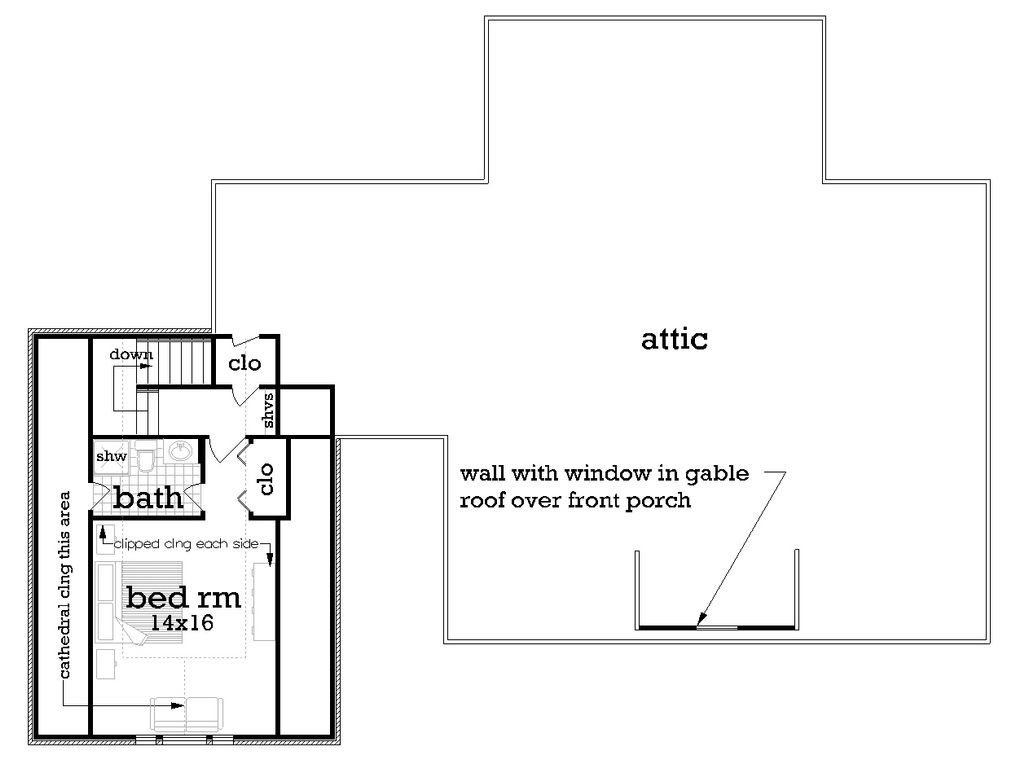 down
clo
shvs
attic
shw
bath
clo
wall with window in gable
roof over front porch
clipped clng each side
cathedral clng this area
bed rm
14x16